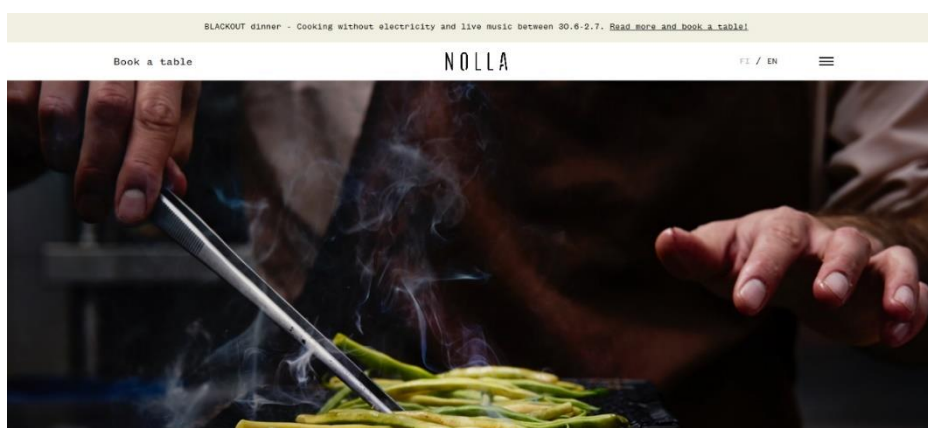 BLACKOUT dinner - Cooking without electricity and live music between 30.6-2.7. Read more and book a table!
Book a table
NOLLA
FI / EN